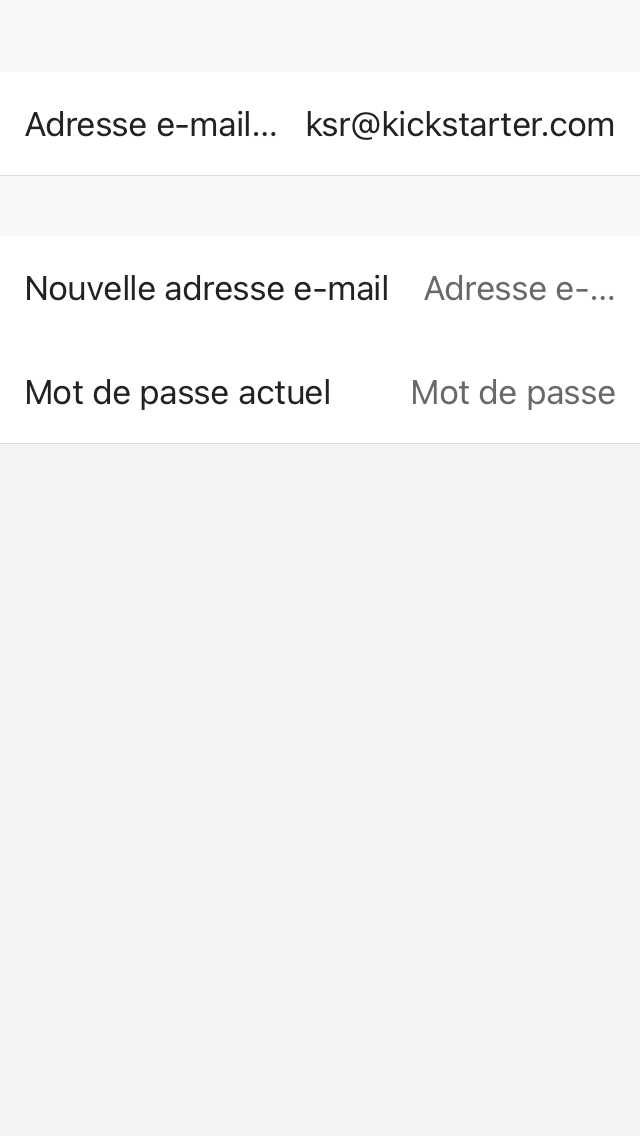 Adresse e-mail… ksr@kickstarter.com
Nouvelle adresse e-mail Adresse e-…
Mot de passe actuel Mot de passe